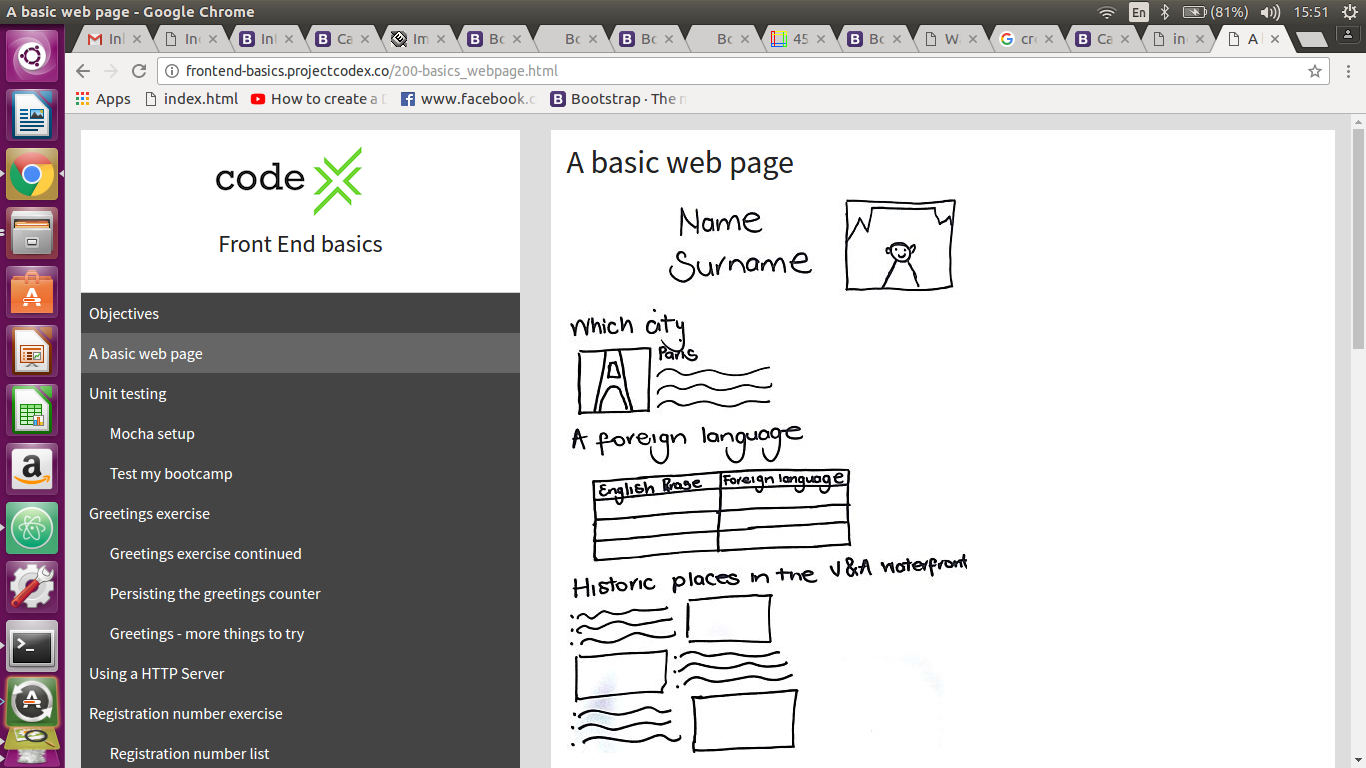 A basic web page - Google Chrome
En
(81%)
15:51
In
In
In
Ca
Im
Bo
Bo
Bo
Bo
45
Bo
W
cr
Ca
in
A
frontend-basics.projectcodex.co/200-basics_webpage.html
Apps
index.html
How to create a
www.facebook.c
Bootstrap · The
code
Front End basics
Objectives
A basic web page
Unit testing
Mocha setup
Test my bootcamp
Greetings exercise
Greetings exercise continued
Persisting the greetings counter
Greetings - more things to try
Using a HTTP Server
Registration number exercise
Registration number list
A basic web page
Name
Surname
Which city
Paris
A foreign language
English Prase Foreign language
Historic places in the V&A waterfront